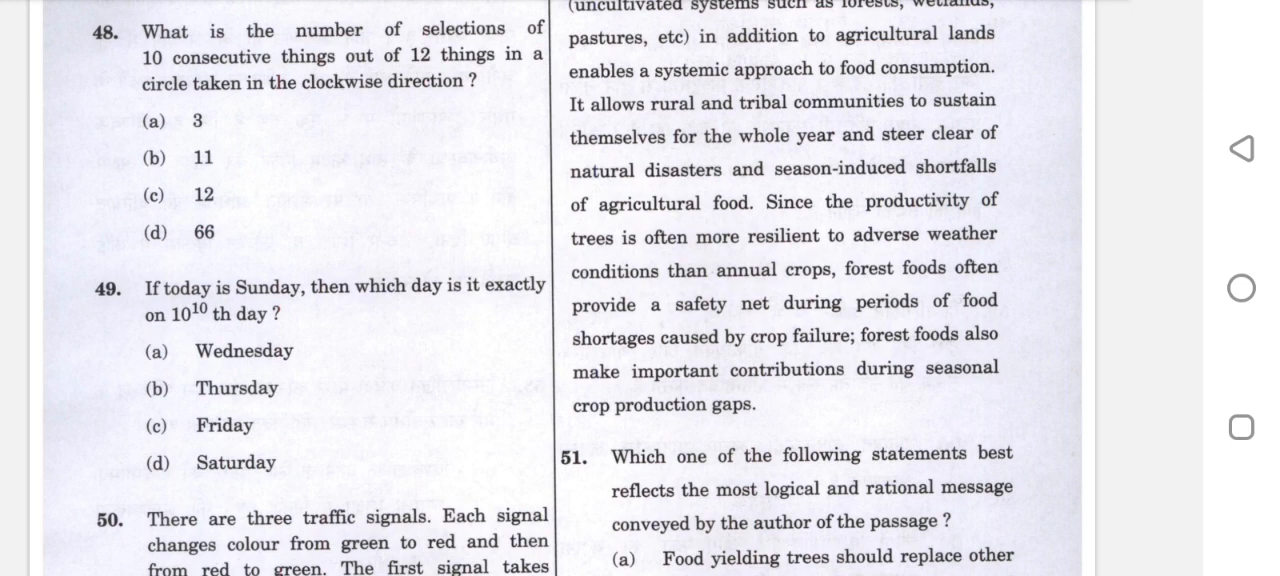 48. What is the number of selections of
10 consecutive things out of 12 things in a
circle taken in the clockwise direction ?
(a) 3
(b) 11
(c) 12
(d) 66
49. If today is Sunday, then which day is it exactly
on 10¹⁰ th day ?
(a) Wednesday
(b) Thursday
(c) Friday
(d) Saturday
50. There are three traffic signals. Each signal
changes colour from green to red and then
from red to green. The first signal takes
(uncultivated systems such as forests, wetlands,
pastures, etc) in addition to agricultural lands
enables a systemic approach to food consumption.
It allows rural and tribal communities to sustain
themselves for the whole year and steer clear of
natural disasters and season-induced shortfalls
of agricultural food. Since the productivity of
trees is often more resilient to adverse weather
conditions than annual crops, forest foods often
provide a safety net during periods of food
shortages caused by crop failure; forest foods also
make important contributions during seasonal
crop production gaps.
51. Which one of the following statements best
reflects the most logical and rational message
conveyed by the author of the passage ?
(a) Food yielding trees should replace other